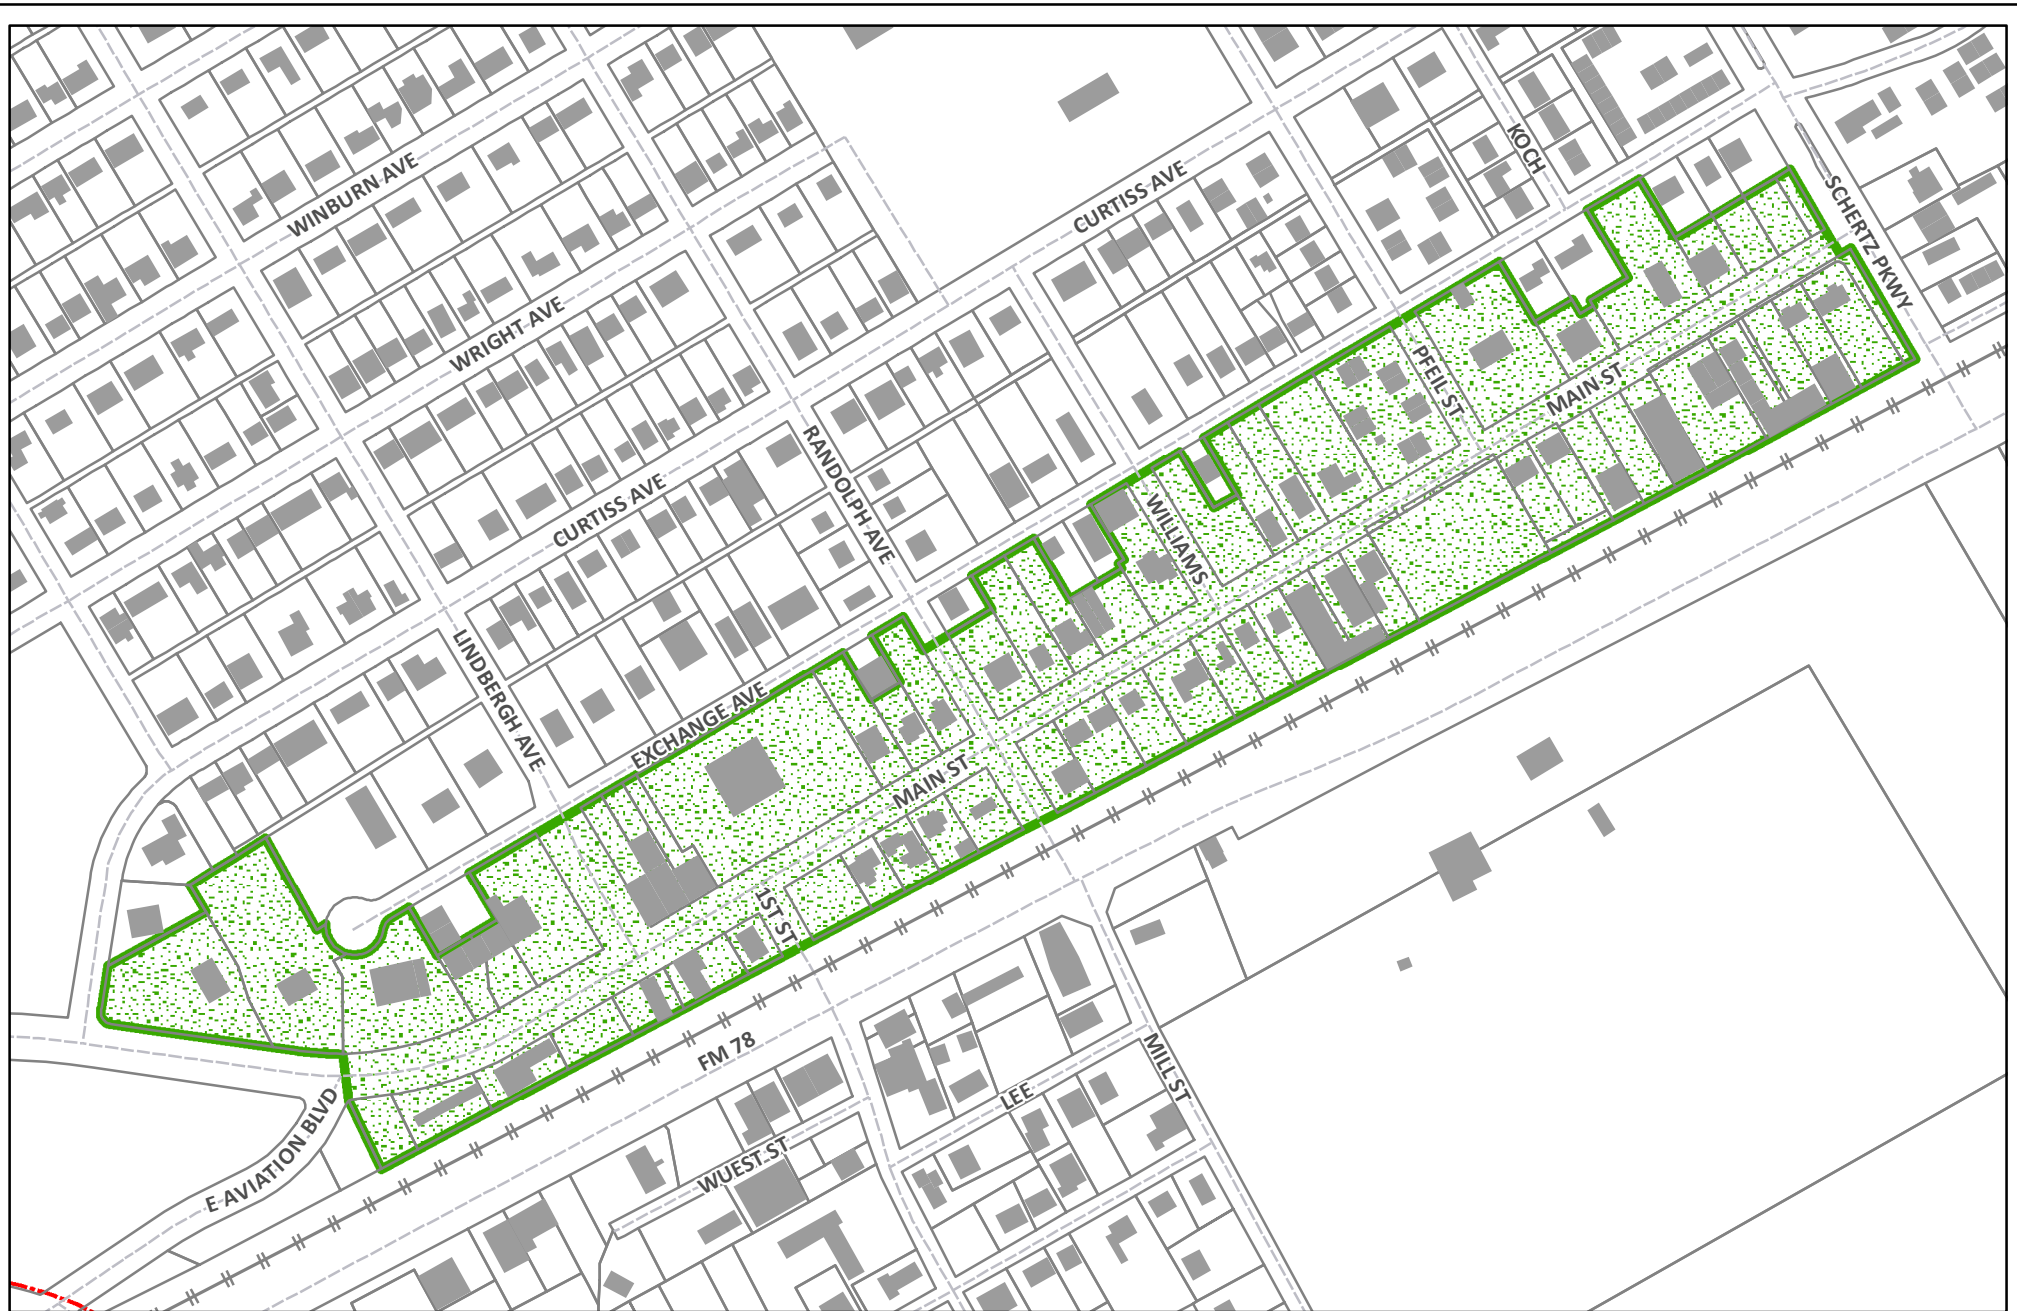 KOCH
WINBURN AVE
CURTISS AVE
SCHERTZ PKWY
WRIGHT AVE
PFEIL ST
MAIN ST
RANDOLPH AVE
CURTISS AVE
WILLIAMS
LINDBERGH AVE
EXCHANGE AVE
MAIN ST
1ST ST
FM 78
MILL ST
LEE
E AVIATION BLVD
WUEST ST